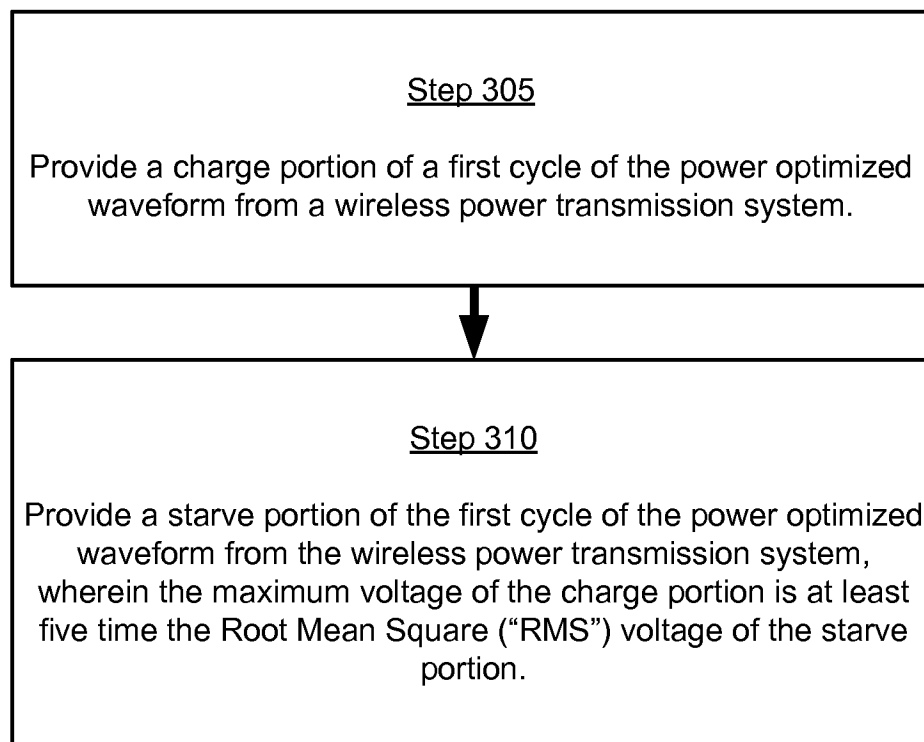 Step 305
Provide a charge portion of a first cycle of the power optimized
waveform from a wireless power transmission system.
Step 310
Provide a starve portion of the first cycle of the power optimized
waveform from the wireless power transmission system,
wherein the maximum voltage of the charge portion is at least
five time the Root Mean Square (“RMS”) voltage of the starve
portion.